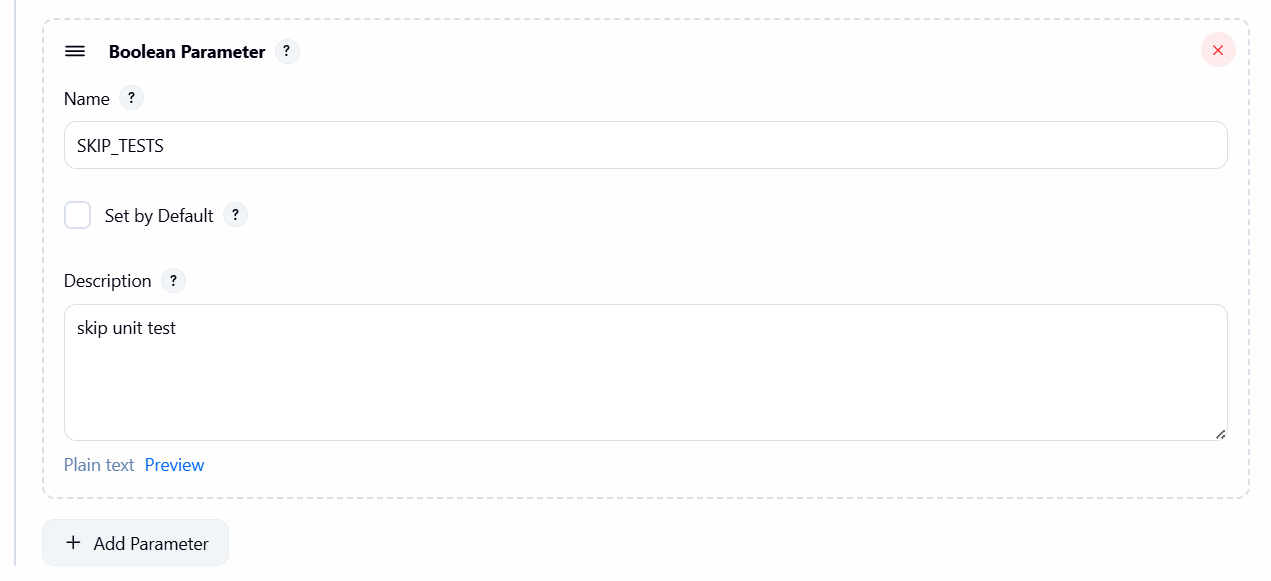 Boolean Parameter ?
Name ?
SKIP_TESTS
Set by Default ?
Description ?
skip unit test
Plain text Preview
+ Add Parameter